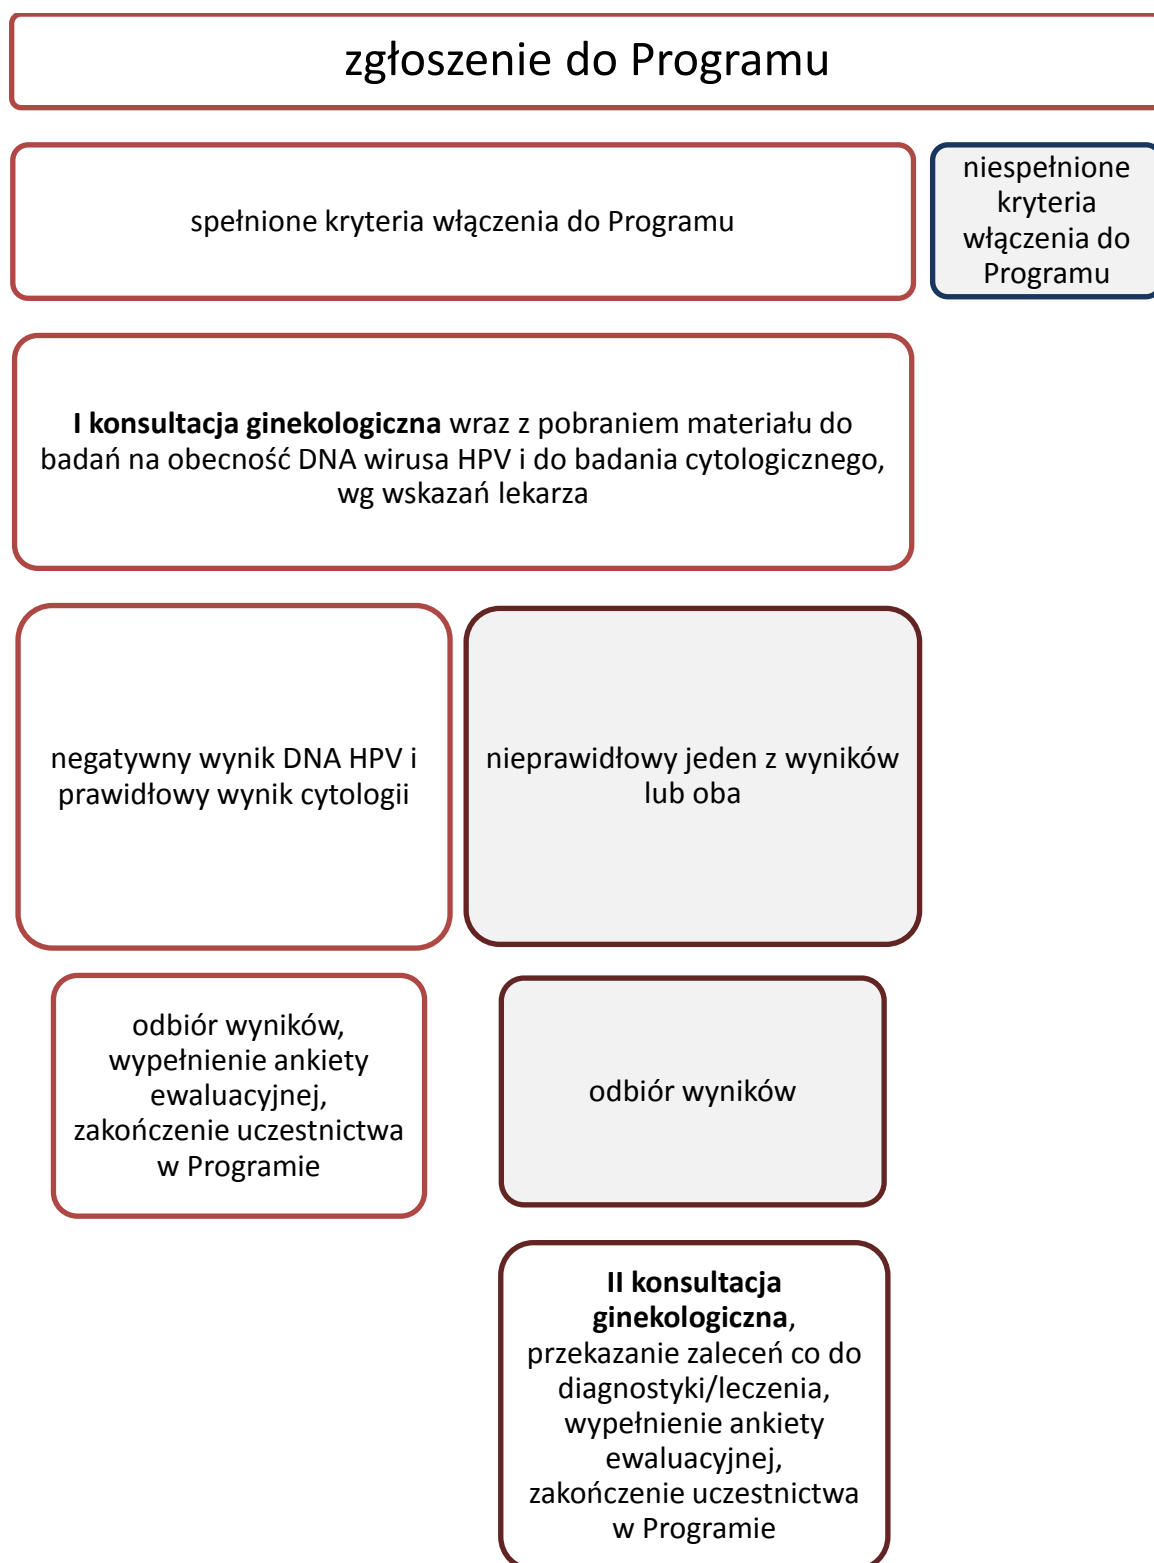 zgłoszenie do Programu
spełnione kryteria włączenia do Programu
niespełnione
kryteria
włączenia do
Programu
I konsultacja ginekologiczna wraz z pobraniem materiału do
badań na obecność DNA wirusa HPV i do badania cytologicznego,
wg wskazań lekarza
negatywny wynik DNA HPV i
prawidłowy wynik cytologii
nieprawidłowy jeden z wyników
lub oba
odbiór wyników,
wypełnienie ankiety
ewaluacyjnej,
zakończenie uczestnictwa
w Programie
odbiór wyników
II konsultacja
ginekologiczna,
przekazanie zaleceń co do
diagnostyki/leczenia,
wypełnienie ankiety
ewaluacyjnej,
zakończenie uczestnictwa
w Programie